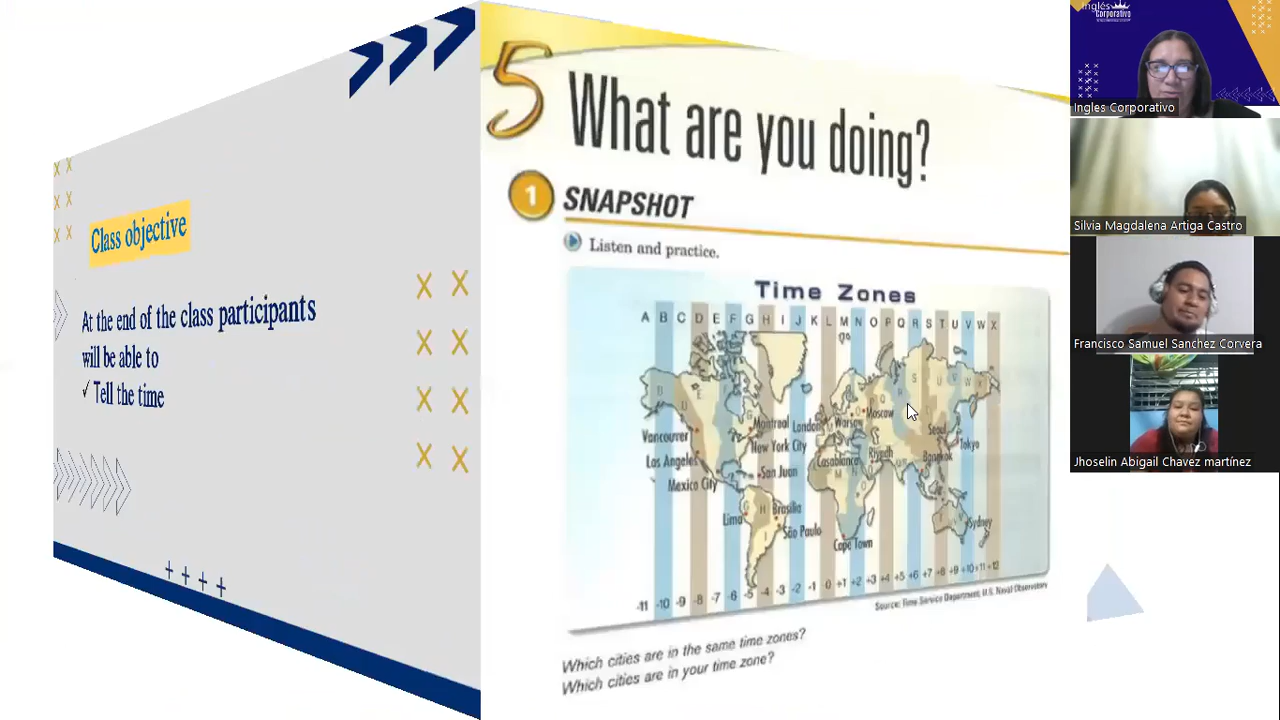 Class objective
At the end of the class participants
will be able to
✓ Tell the time
5 What are you doing?
1 SNAPSHOT
Listen and practice.
Time Zones
A B C D E F G H I J K L M N O P Q R S T U V W X
Montreal London Warsaw Moscow
Vancouver
New York City
Seoul
Tokyo
Los Angeles
San Juan
Casablanca
Riyadh
Bangkok
Mexico City
Lima
Brasilia
São Paulo
Cape Town
Sydney
-11 -10 -9 -8 -7 -6 -5 -4 -3 -2 -1 0 +1 +2 +3 +4 +5 +6 +7 +8 +9 +10 +11 +12
Source: Time Service Department, U.S. Naval Observatory
Which cities are in the same time zones?
Which cities are in your time zone?
Inglés
Corporativo
Ingles Corporativo
Silvia Magdalena Artiga Castro
Francisco Samuel Sanchez Corvera
Jhoselin Abigail Chavez martínez